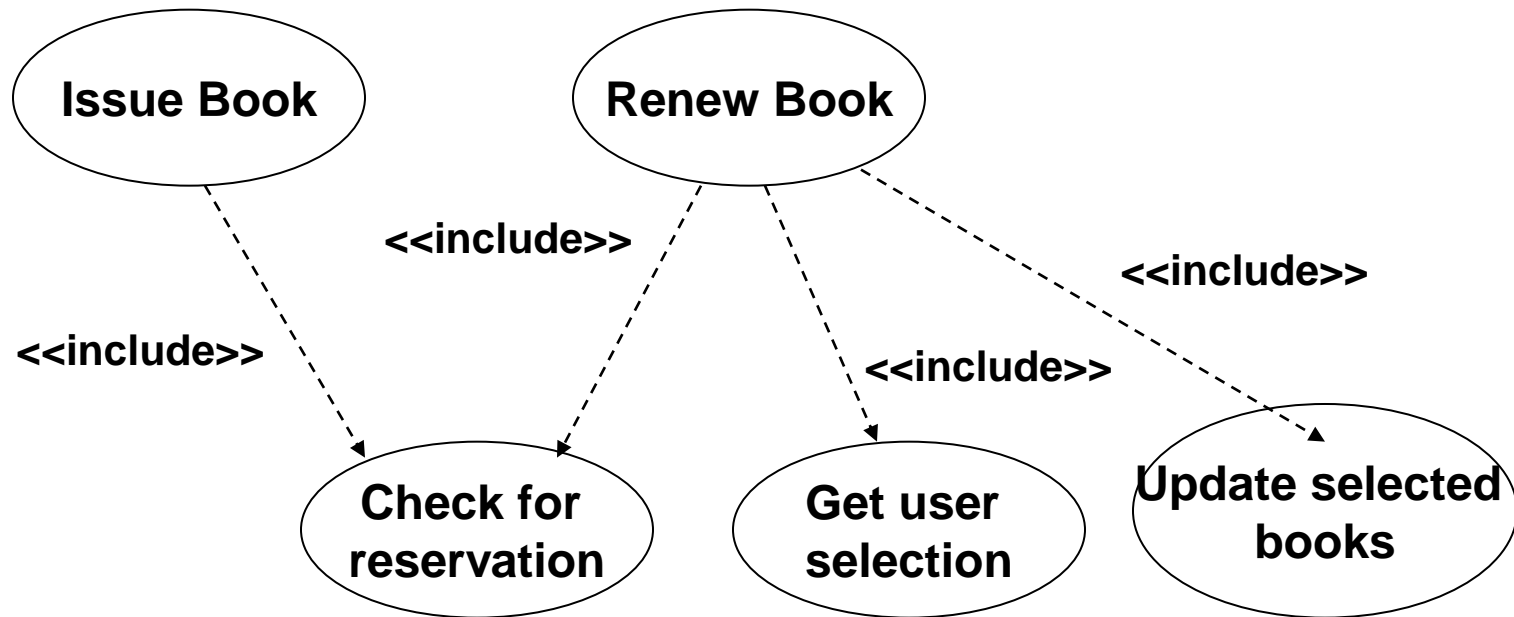 Issue Book
Renew Book
<<include>>
<<include>>
<<include>>
<<include>>
Check for
reservation
Get user
selection
Update selected
books